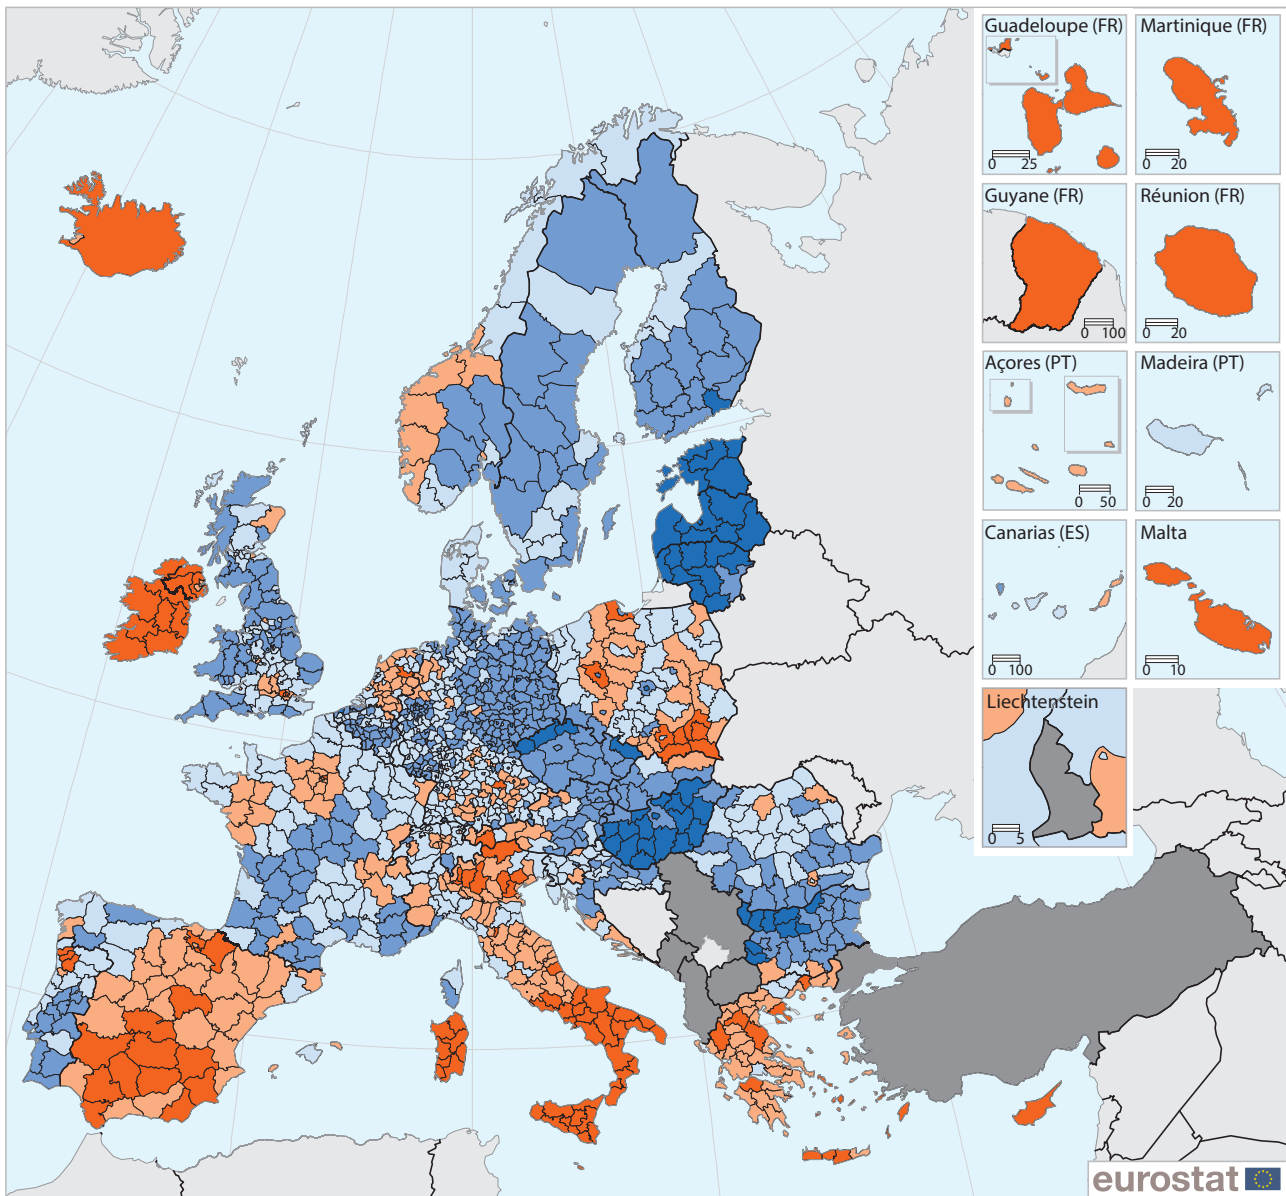 Guadeloupe (FR)
0 25
Martinique (FR)
0 20
Guyane (FR)
0 100
Réunion (FR)
0 20
Açores (PT)
0 50
Madeira (PT)
0 20
Canarias (ES)
0 100
Malta
0 10
Liechtenstein
0 5
eurostat